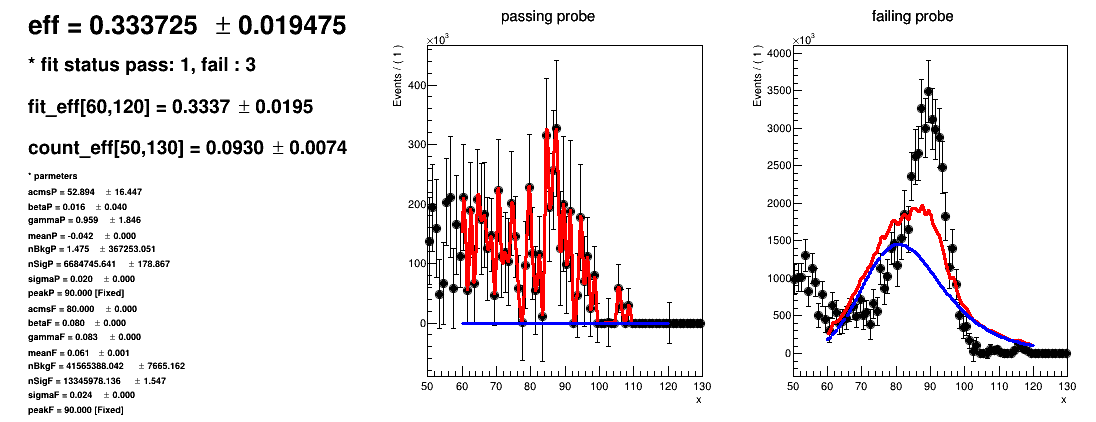 eff = 0.333725 ± 0.019475
* fit status pass: 1, fail : 3
fit_eff[60,120] = 0.3337 ± 0.0195
count_eff[50,130] = 0.0930 ± 0.0074
* parmeters
acmsP = 52.894 ± 16.447
betaP = 0.016 ± 0.040
gammaP = 0.959 ± 1.846
meanP = -0.042 ± 0.000
nBkgP = 1.475 ± 367253.051
nSigP = 6684745.641 ± 178.867
sigmaP = 0.020 ± 0.000
peakP = 90.000 [Fixed]
acmsF = 80.000 ± 0.000
betaF = 0.080 ± 0.000
gammaF = 0.083 ± 0.000
meanF = 0.061 ± 0.001
nBkgF = 41565388.042 ± 7665.162
nSigF = 13345978.136 ± 1.547
sigmaF = 0.024 ± 0.000
peakF = 90.000 [Fixed]
passing probe
×10³
Events / ( 1 )
400
300
200
100
0
50 60 70 80 90 100 110 120 130
x
failing probe
×10³
Events / ( 1 )
4000
3500
3000
2500
2000
1500
1000
500
0
50 60 70 80 90 100 110 120 130
x